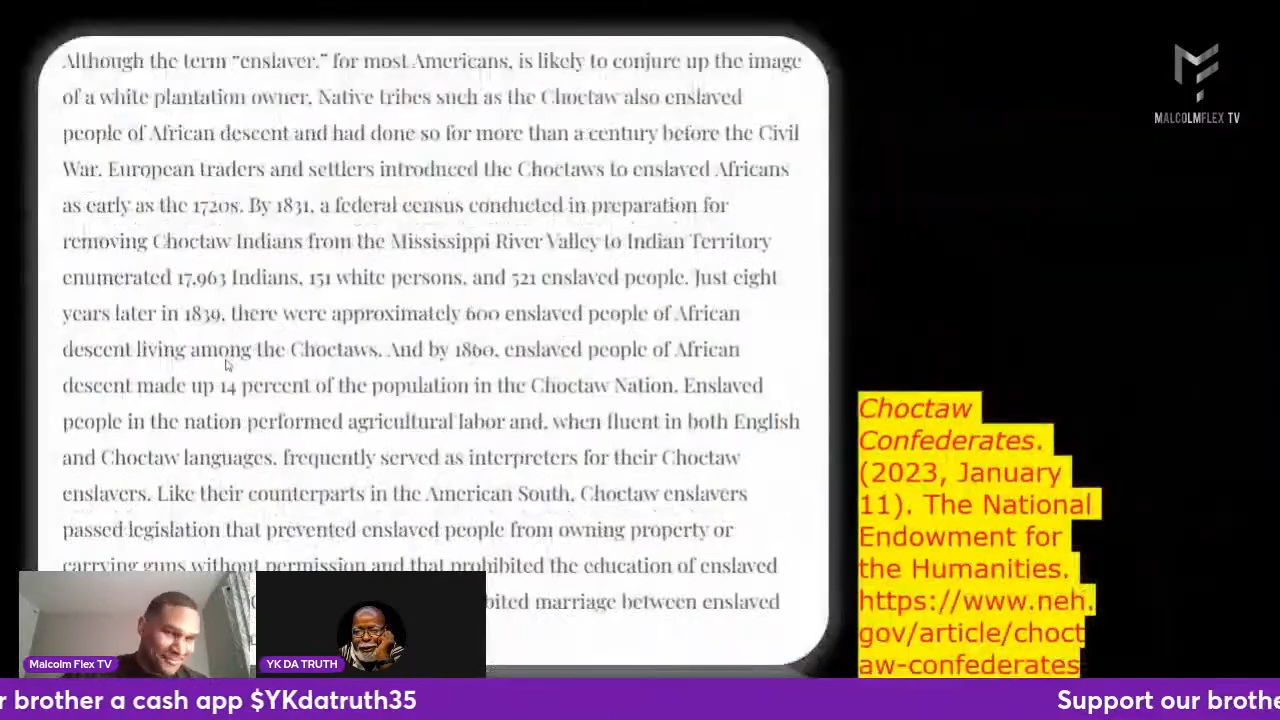 Although the term “enslaver,” for most Americans, is likely to conjure up the image
of a white plantation owner, Native tribes such as the Choctaw also enslaved
people of African descent and had done so for more than a century before the Civil
War. European traders and settlers introduced the Choctaws to enslaved Africans
as early as the 1720s. By 1831, a federal census conducted in preparation for
removing Choctaw Indians from the Mississippi River Valley to Indian Territory
enumerated 17,963 Indians, 151 white persons, and 521 enslaved people. Just eight
years later in 1839, there were approximately 600 enslaved people of African
descent living among the Choctaws. And by 1860, enslaved people of African
descent made up 14 percent of the population in the Choctaw Nation. Enslaved
people in the nation performed agricultural labor and, when fluent in both English
and Choctaw languages, frequently served as interpreters for their Choctaw
enslavers. Like their counterparts in the American South, Choctaw enslavers
passed legislation that prevented enslaved people from owning property or
carrying guns without permission and that prohibited the education of enslaved
bited marriage between enslaved
MALCOLMFLEX TV
Choctaw
Confederates.
(2023, January
11). The National
Endowment for
the Humanities.
https://www.neh.
gov/article/choct
aw-confederates
Malcolm Flex TV
YK DA TRUTH
r brother a cash app $YKdatruth35
Support our brothe